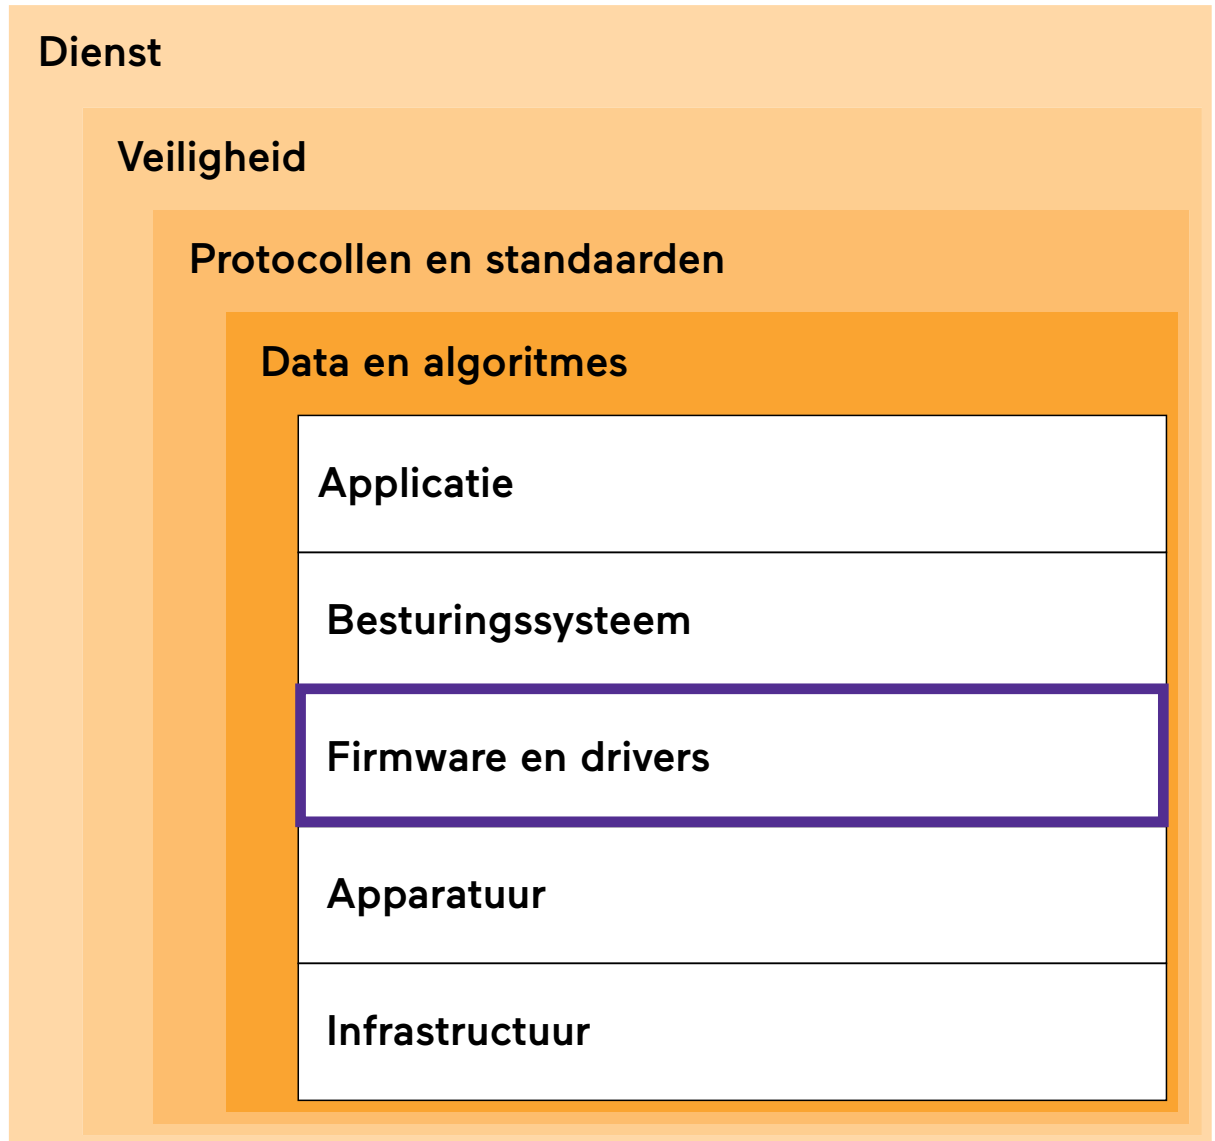 Dienst
Veiligheid
Protocollen en standaarden
Data en algoritmes
Applicatie
Besturingssysteem
Firmware en drivers
Apparatuur
Infrastructuur